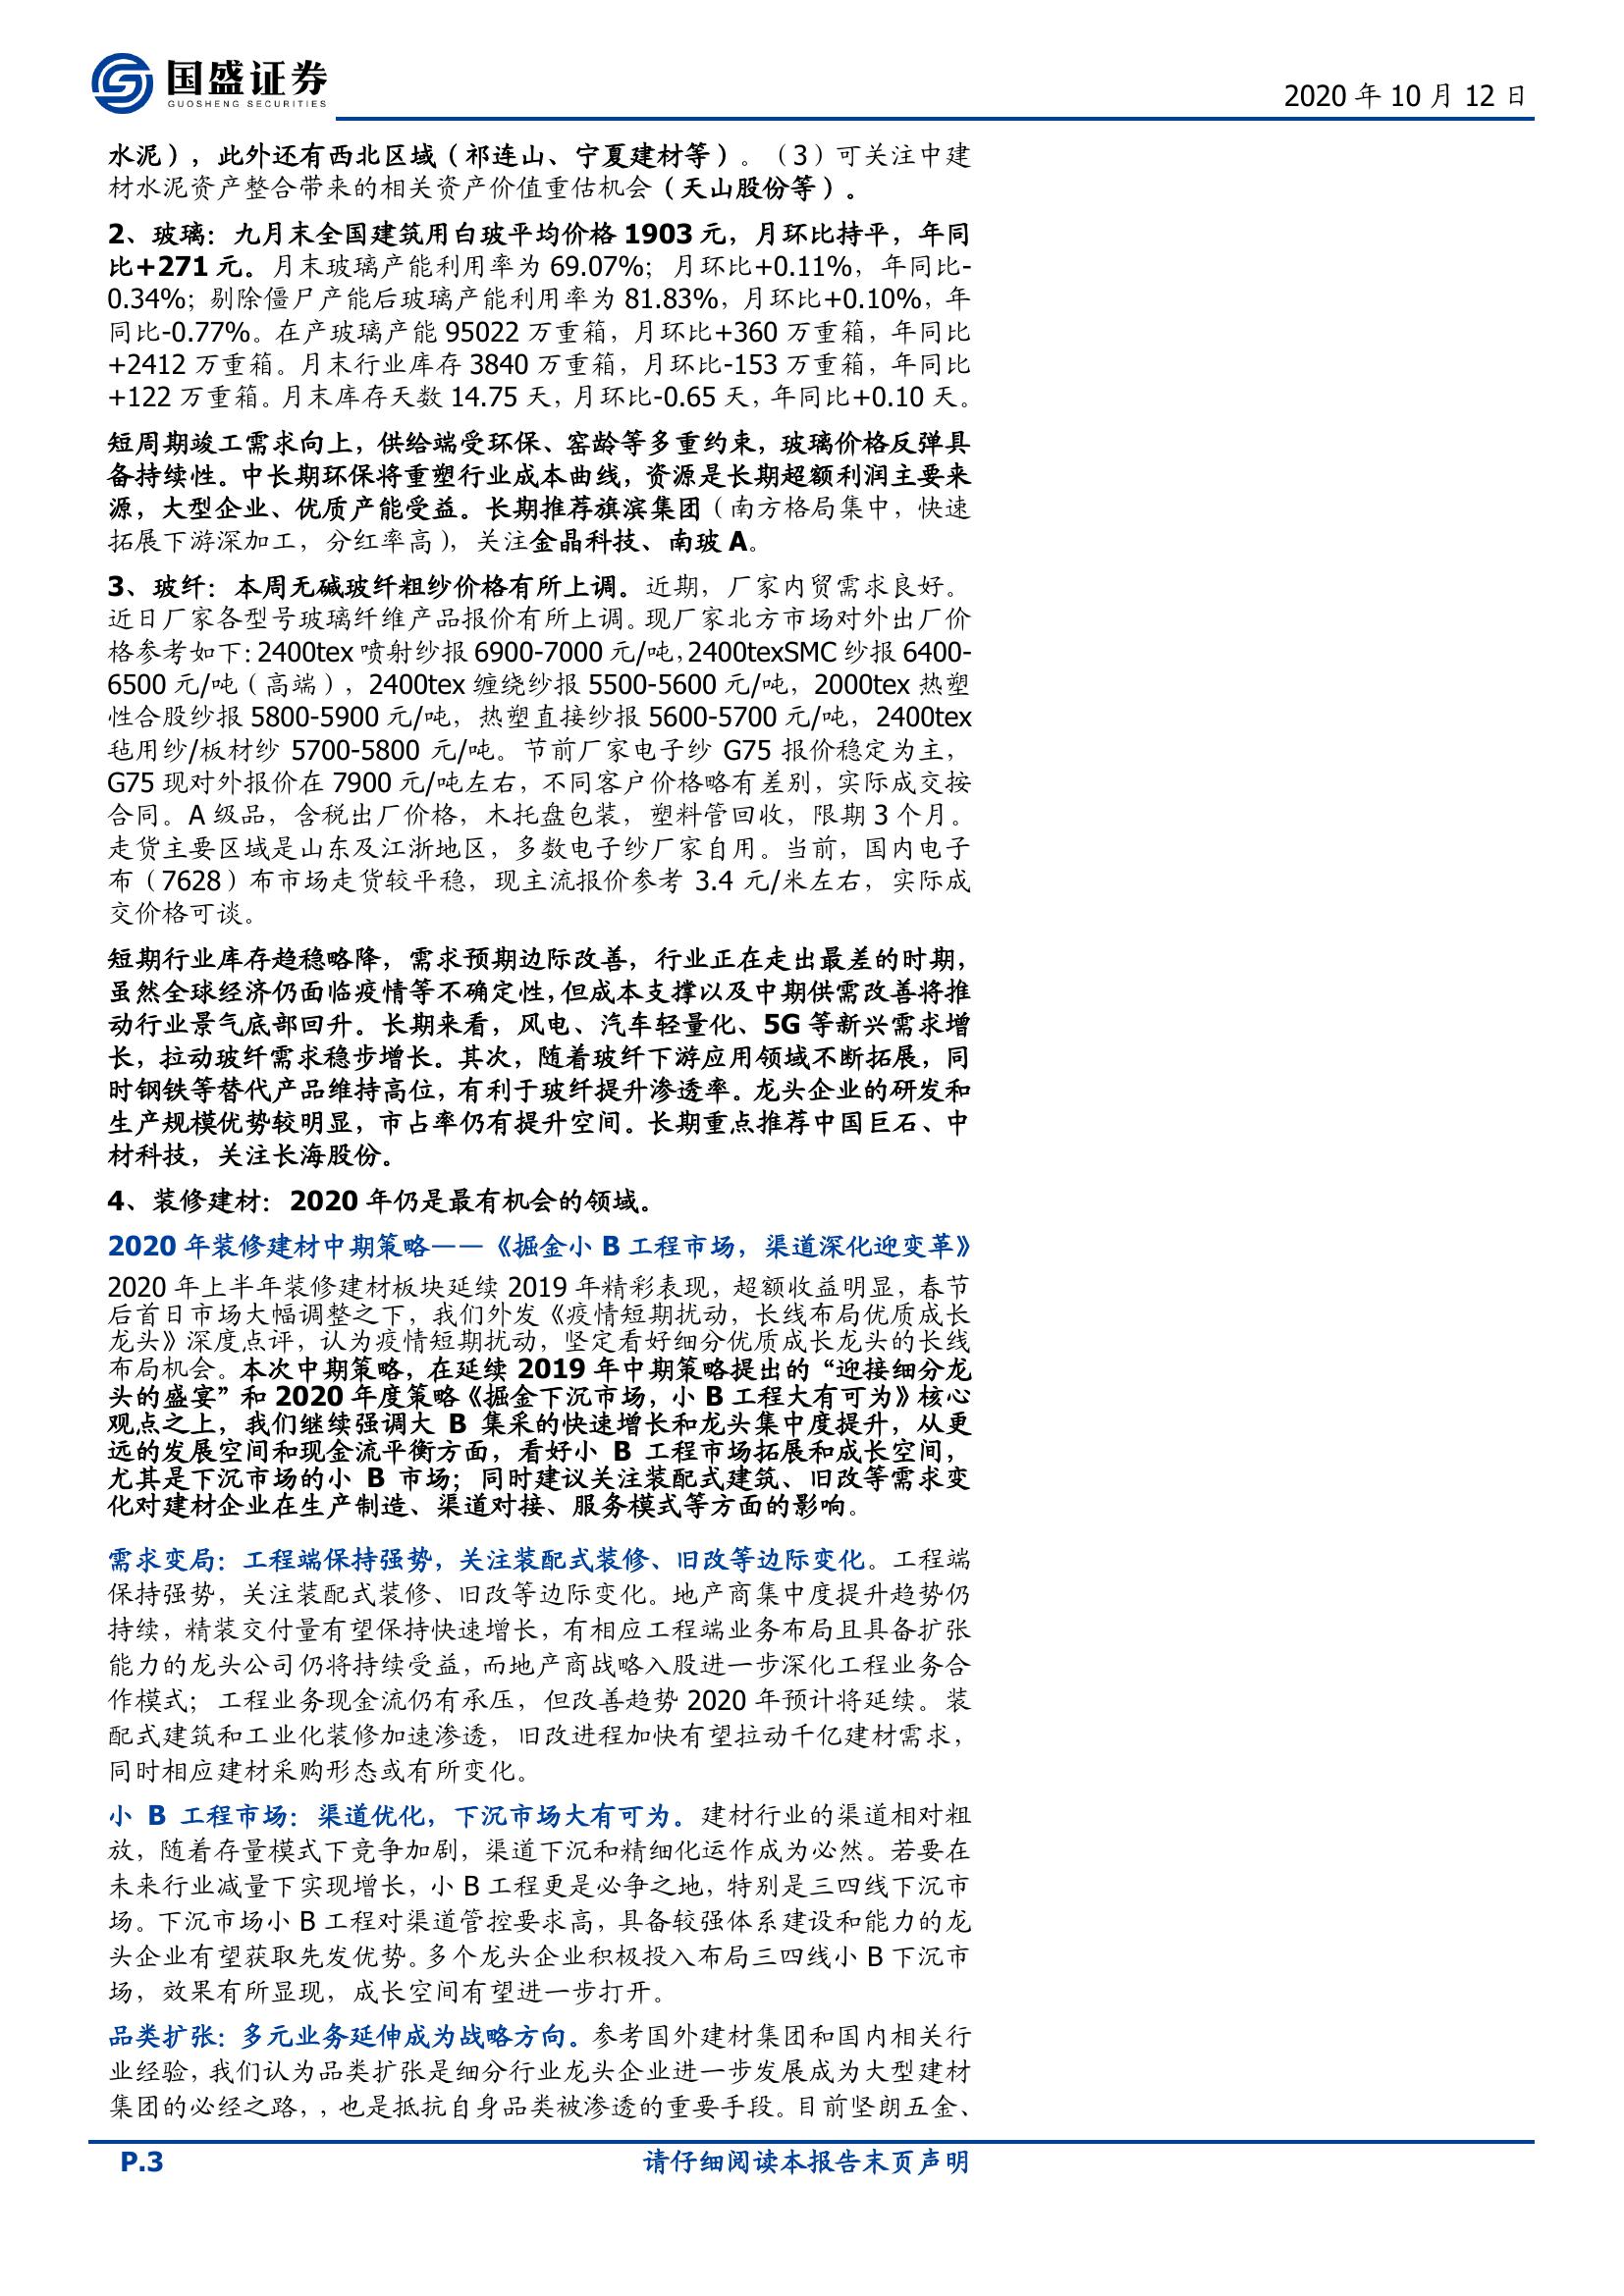 国盛证券
GUOSHENG SECURITIES
2020 年 10 月 12 日
水泥），此外还有西北区域（祁连山、宁夏建材等）。（3）可关注中建
材水泥资产整合带来的相关资产价值重估机会（天山股份等）。
2、玻璃：九月末全国建筑用白玻平均价格 1903 元，月环比持平，年同
比+271 元。月末玻璃产能利用率为 69.07%；月环比+0.11%，年同比-
0.34%；剔除僵尸产能后玻璃产能利用率为 81.83%，月环比+0.10%，年
同比-0.77%。在产玻璃产能 95022 万重箱，月环比+360 万重箱，年同比
+2412 万重箱。月末行业库存 3840 万重箱，月环比-153 万重箱，年同比
+122 万重箱。月末库存天数 14.75 天，月环比-0.65 天，年同比+0.10 天。
短周期竣工需求向上，供给端受环保、窑龄等多重约束，玻璃价格反弹具
备持续性。中长期环保将重塑行业成本曲线，资源是长期超额利润主要来
源，大型企业、优质产能受益。长期推荐旗滨集团（南方格局集中，快速
拓展下游深加工，分红率高），关注金晶科技、南玻 A。
3、玻纤：本周无碱玻纤粗纱价格有所上调。近期，厂家内贸需求良好。
近日厂家各型号玻璃纤维产品报价有所上调。现厂家北方市场对外出厂价
格参考如下：2400tex 喷射纱报 6900-7000 元/吨，2400texSMC 纱报 6400-
6500 元/吨（高端），2400tex 缠绕纱报 5500-5600 元/吨，2000tex 热塑
性合股纱报 5800-5900 元/吨，热塑直接纱报 5600-5700 元/吨，2400tex
毡用纱/板材纱 5700-5800 元/吨。节前厂家电子纱 G75 报价稳定为主，
G75 现对外报价在 7900 元/吨左右，不同客户价格略有差别，实际成交按
合同。A 级品，含税出厂价格，木托盘包装，塑料管回收，限期 3 个月。
走货主要区域是山东及江浙地区，多数电子纱厂家自用。当前，国内电子
布（7628）布市场走货较平稳，现主流报价参考 3.4 元/米左右，实际成
交价格可谈。
短期行业库存趋稳略降，需求预期边际改善，行业正在走出最差的时期，
虽然全球经济仍面临疫情等不确定性，但成本支撑以及中期供需改善将推
动行业景气底部回升。长期来看，风电、汽车轻量化、5G 等新兴需求增
长，拉动玻纤需求稳步增长。其次，随着玻纤下游应用领域不断拓展，同
时钢铁等替代产品维持高位，有利于玻纤提升渗透率。龙头企业的研发和
生产规模优势较明显，市占率仍有提升空间。长期重点推荐中国巨石、中
材科技，关注长海股份。
4、装修建材：2020 年仍是最有机会的领域。
2020 年装修建材中期策略——《掘金小 B 工程市场，渠道深化迎变革》
2020 年上半年装修建材板块延续 2019 年精彩表现，超额收益明显，春节
后首日市场大幅调整之下，我们外发《疫情短期扰动，长线布局优质成长
龙头》深度点评，认为疫情短期扰动，坚定看好细分优质成长龙头的长线
布局机会。本次中期策略，在延续 2019 年中期策略提出的“迎接细分龙
头的盛宴”和 2020 年度策略《掘金下沉市场，小 B 工程大有可为》核心
观点之上，我们继续强调大 B 集采的快速增长和龙头集中度提升，从更
远的发展空间和现金流平衡方面，看好小 B 工程市场拓展和成长空间，
尤其是下沉市场的小 B 市场；同时建议关注装配式建筑、旧改等需求变
化对建材企业在生产制造、渠道对接、服务模式等方面的影响。
需求变局：工程端保持强势，关注装配式装修、旧改等边际变化。工程端
保持强势，关注装配式装修、旧改等边际变化。地产商集中度提升趋势仍
持续，精装交付量有望保持快速增长，有相应工程端业务布局且具备扩张
能力的龙头公司仍将持续受益，而地产商战略入股进一步深化工程业务合
作模式；工程业务现金流仍有承压，但改善趋势 2020 年预计将延续。装
配式建筑和工业化装修加速渗透，旧改进程加快有望拉动千亿建材需求，
同时相应建材采购形态或有所变化。
小 B 工程市场：渠道优化，下沉市场大有可为。建材行业的渠道相对粗
放，随着存量模式下竞争加剧，渠道下沉和精细化运作成为必然。若要在
未来行业减量下实现增长，小 B 工程更是必争之地，特别是三四线下沉市
场。下沉市场小 B 工程对渠道管控要求高，具备较强体系建设和能力的龙
头企业有望获取先发优势。多个龙头企业积极投入布局三四线小 B 下沉市
场，效果有所显现，成长空间有望进一步打开。
品类扩张：多元业务延伸成为战略方向。参考国外建材集团和国内相关行
业经验，我们认为品类扩张是细分行业龙头企业进一步发展成为大型建材
集团的必经之路，，也是抵抗自身品类被渗透的重要手段。目前坚朗五金、
P.3
请仔细阅读本报告末页声明